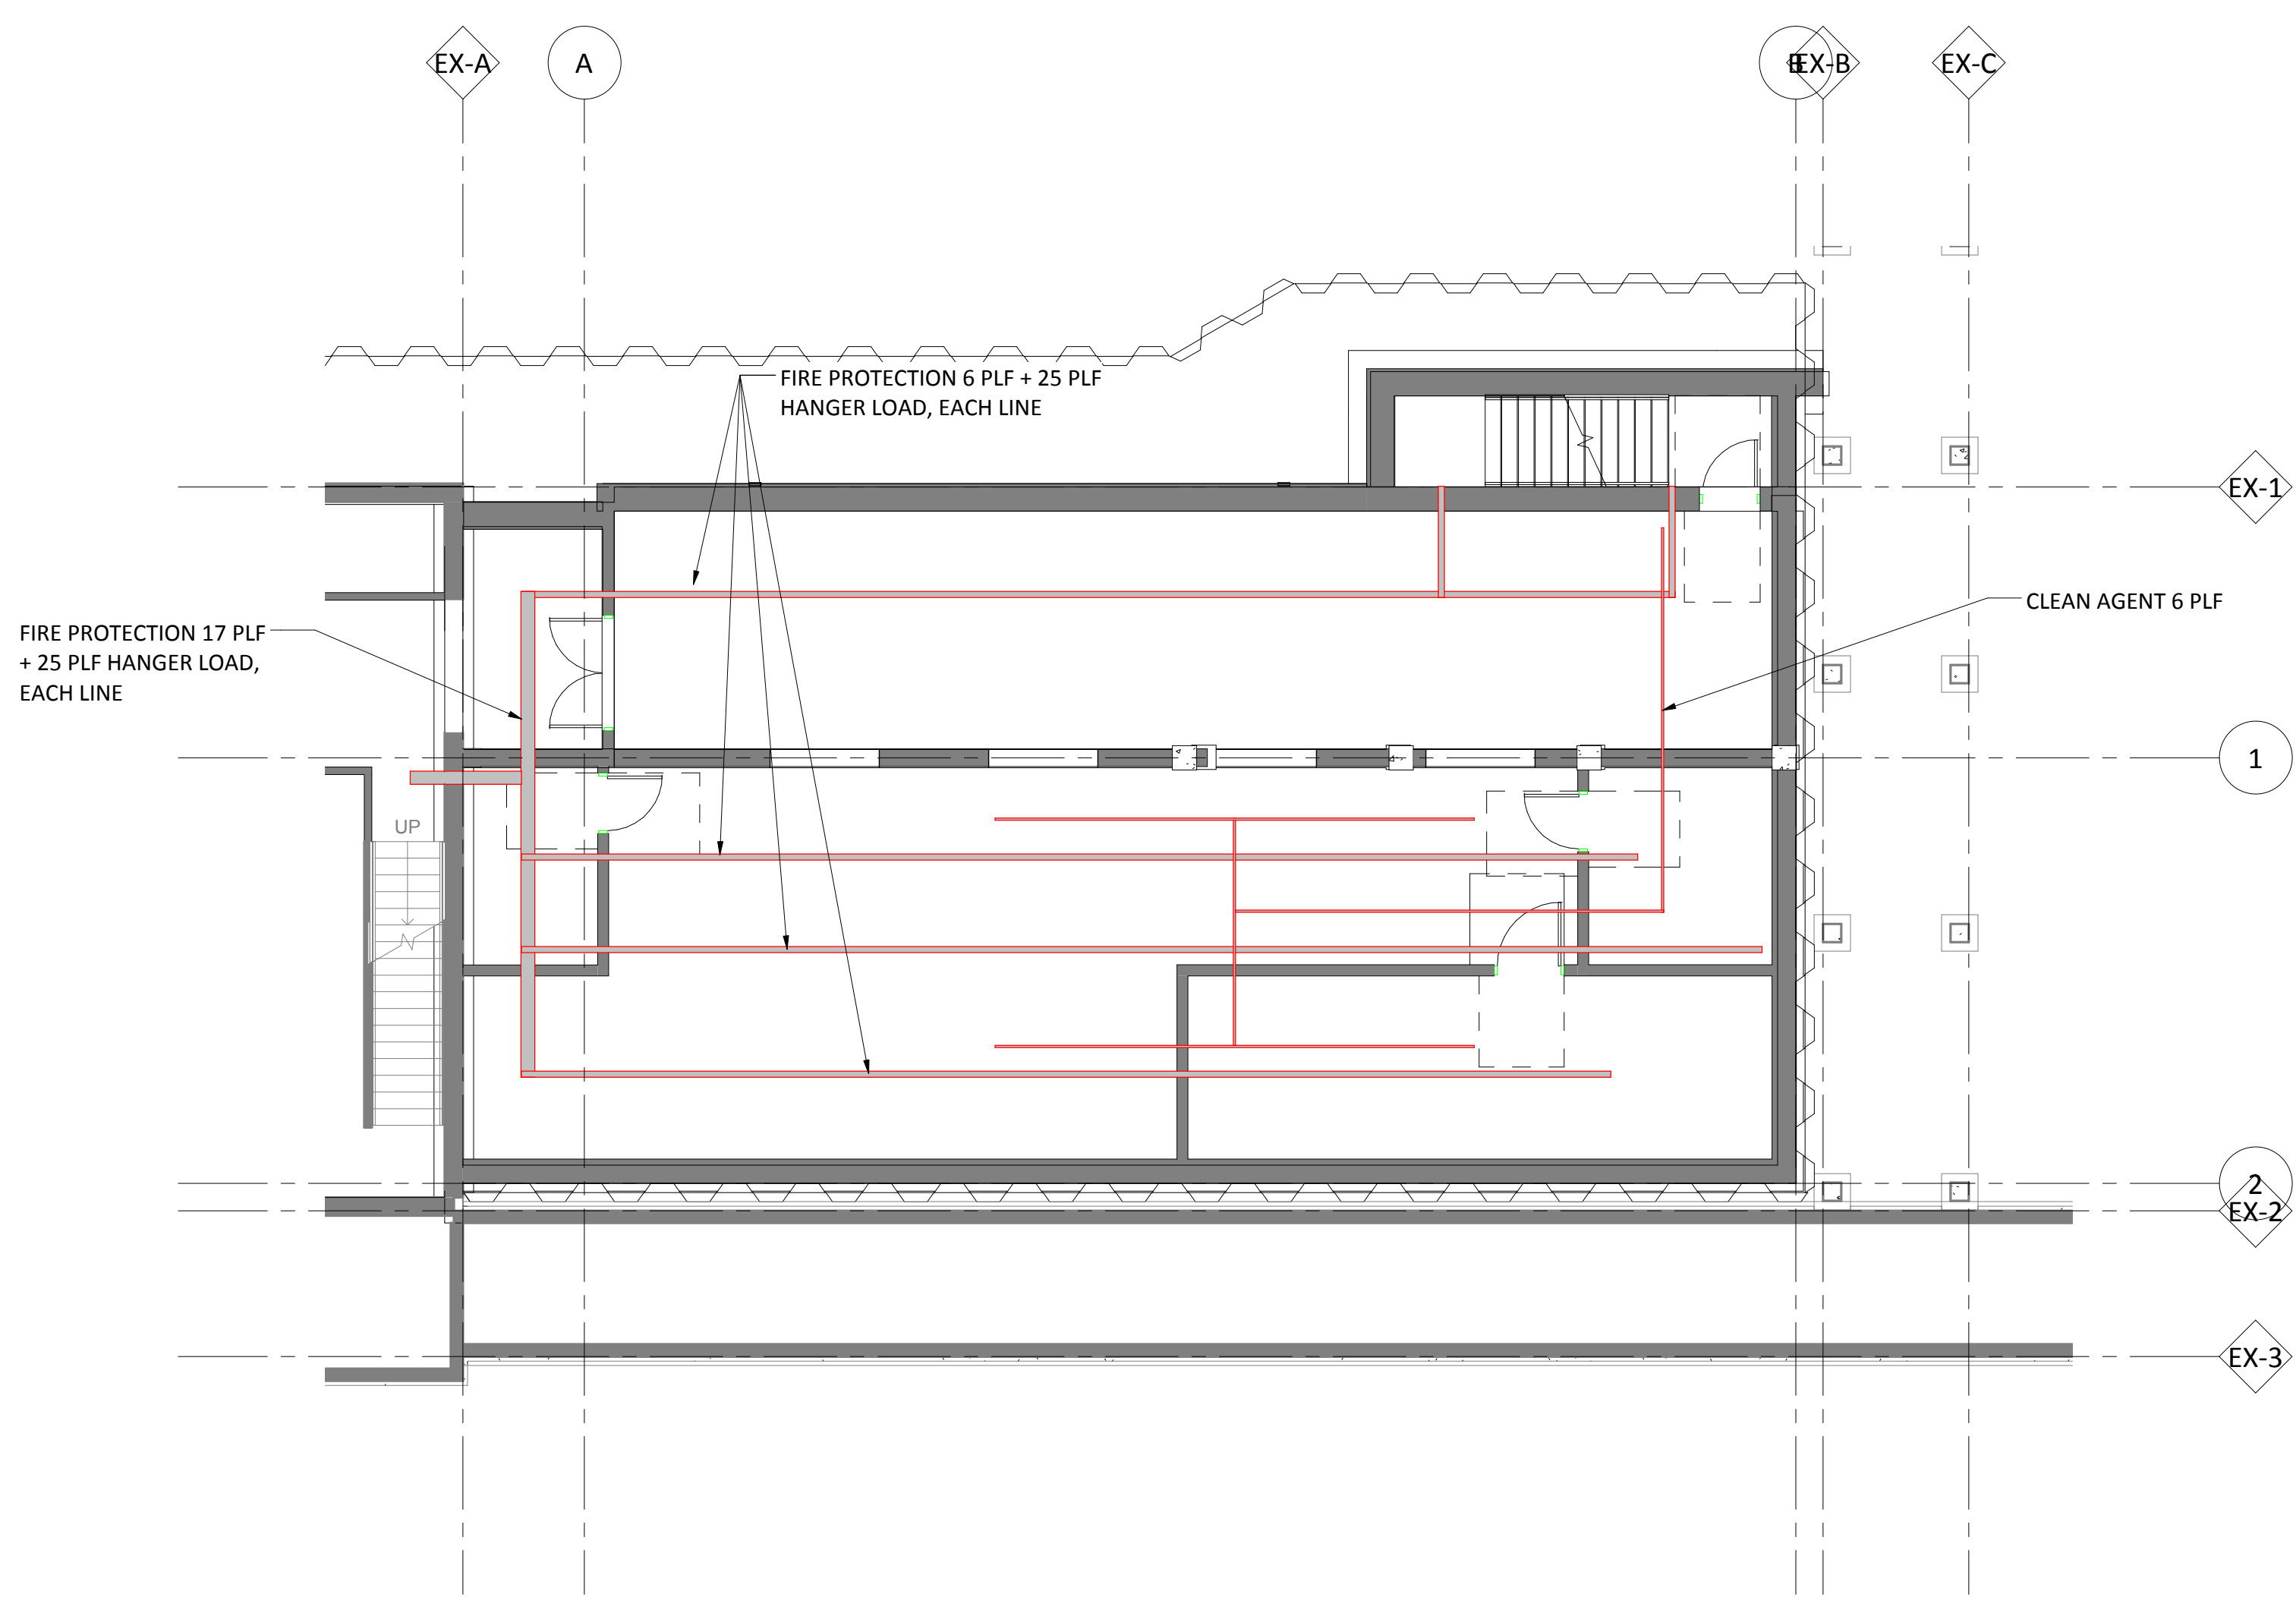 EX-A
A
B
EX-B
EX-C
FIRE PROTECTION 6 PLF + 25 PLF
HANGER LOAD, EACH LINE
EX-1
CLEAN AGENT 6 PLF
FIRE PROTECTION 17 PLF
+ 25 PLF HANGER LOAD,
EACH LINE
1
UP
2
EX-2
EX-3